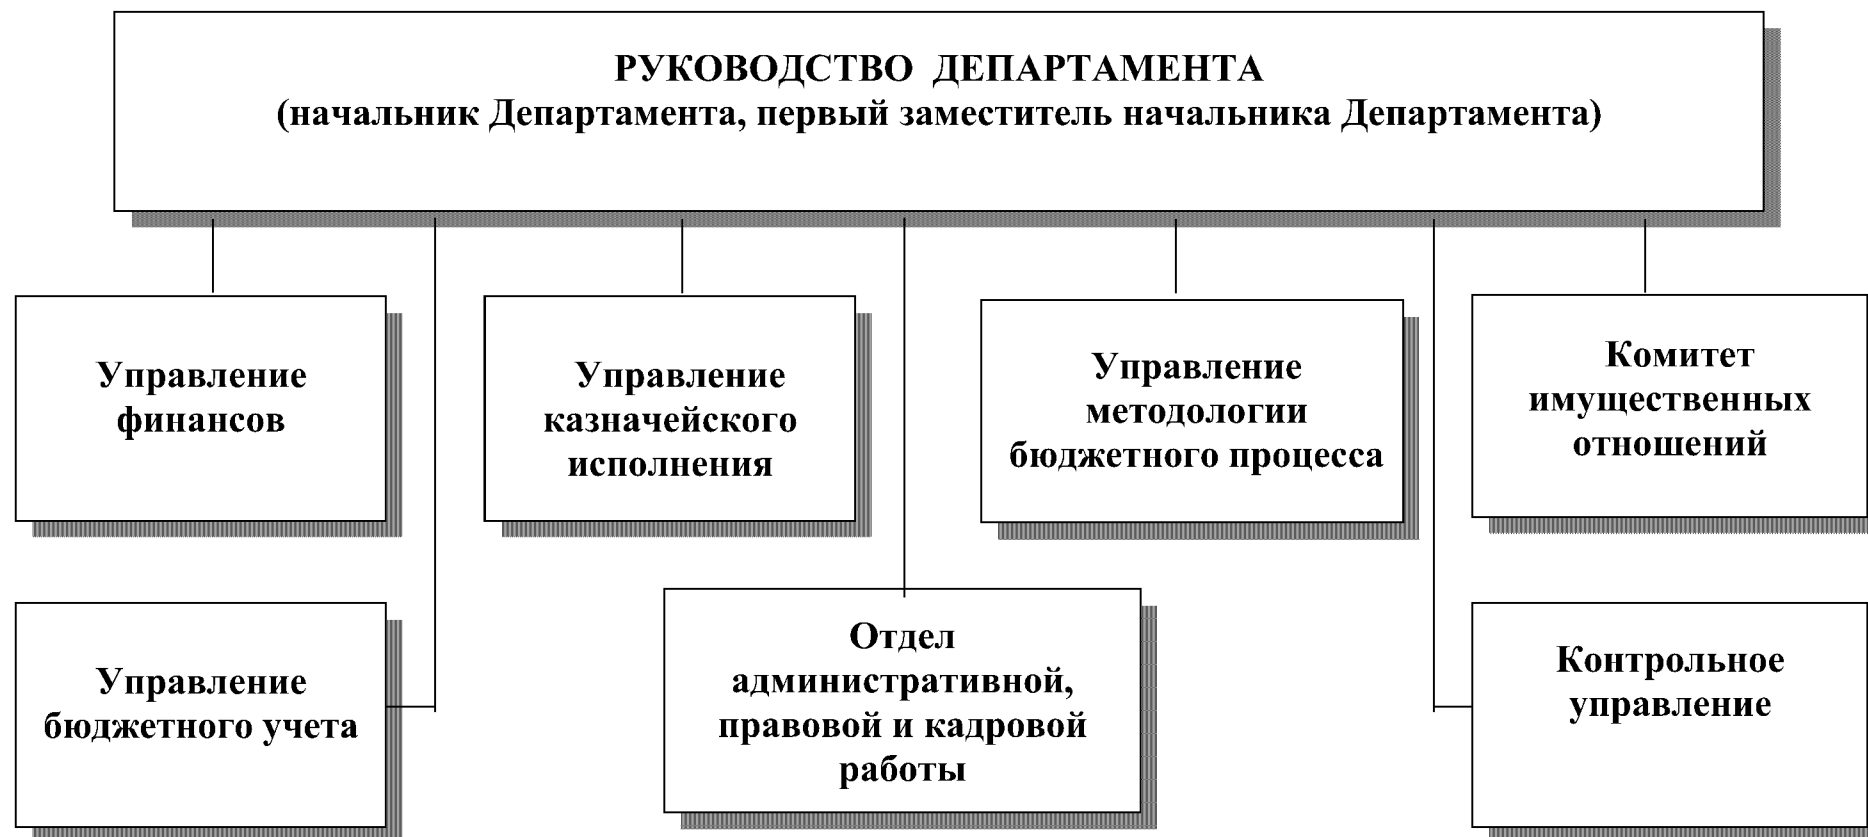 РУКОВОДСТВО ДЕПАРТАМЕНТА
(начальник Департамента, первый заместитель начальника Департамента)
Управление
финансов
Управление
казначейского
исполнения
Управление
методологии
бюджетного процесса
Комитет
имущественных
отношений
Управление
бюджетного учета
Отдел
административной,
правовой и кадровой
работы
Контрольное
управление